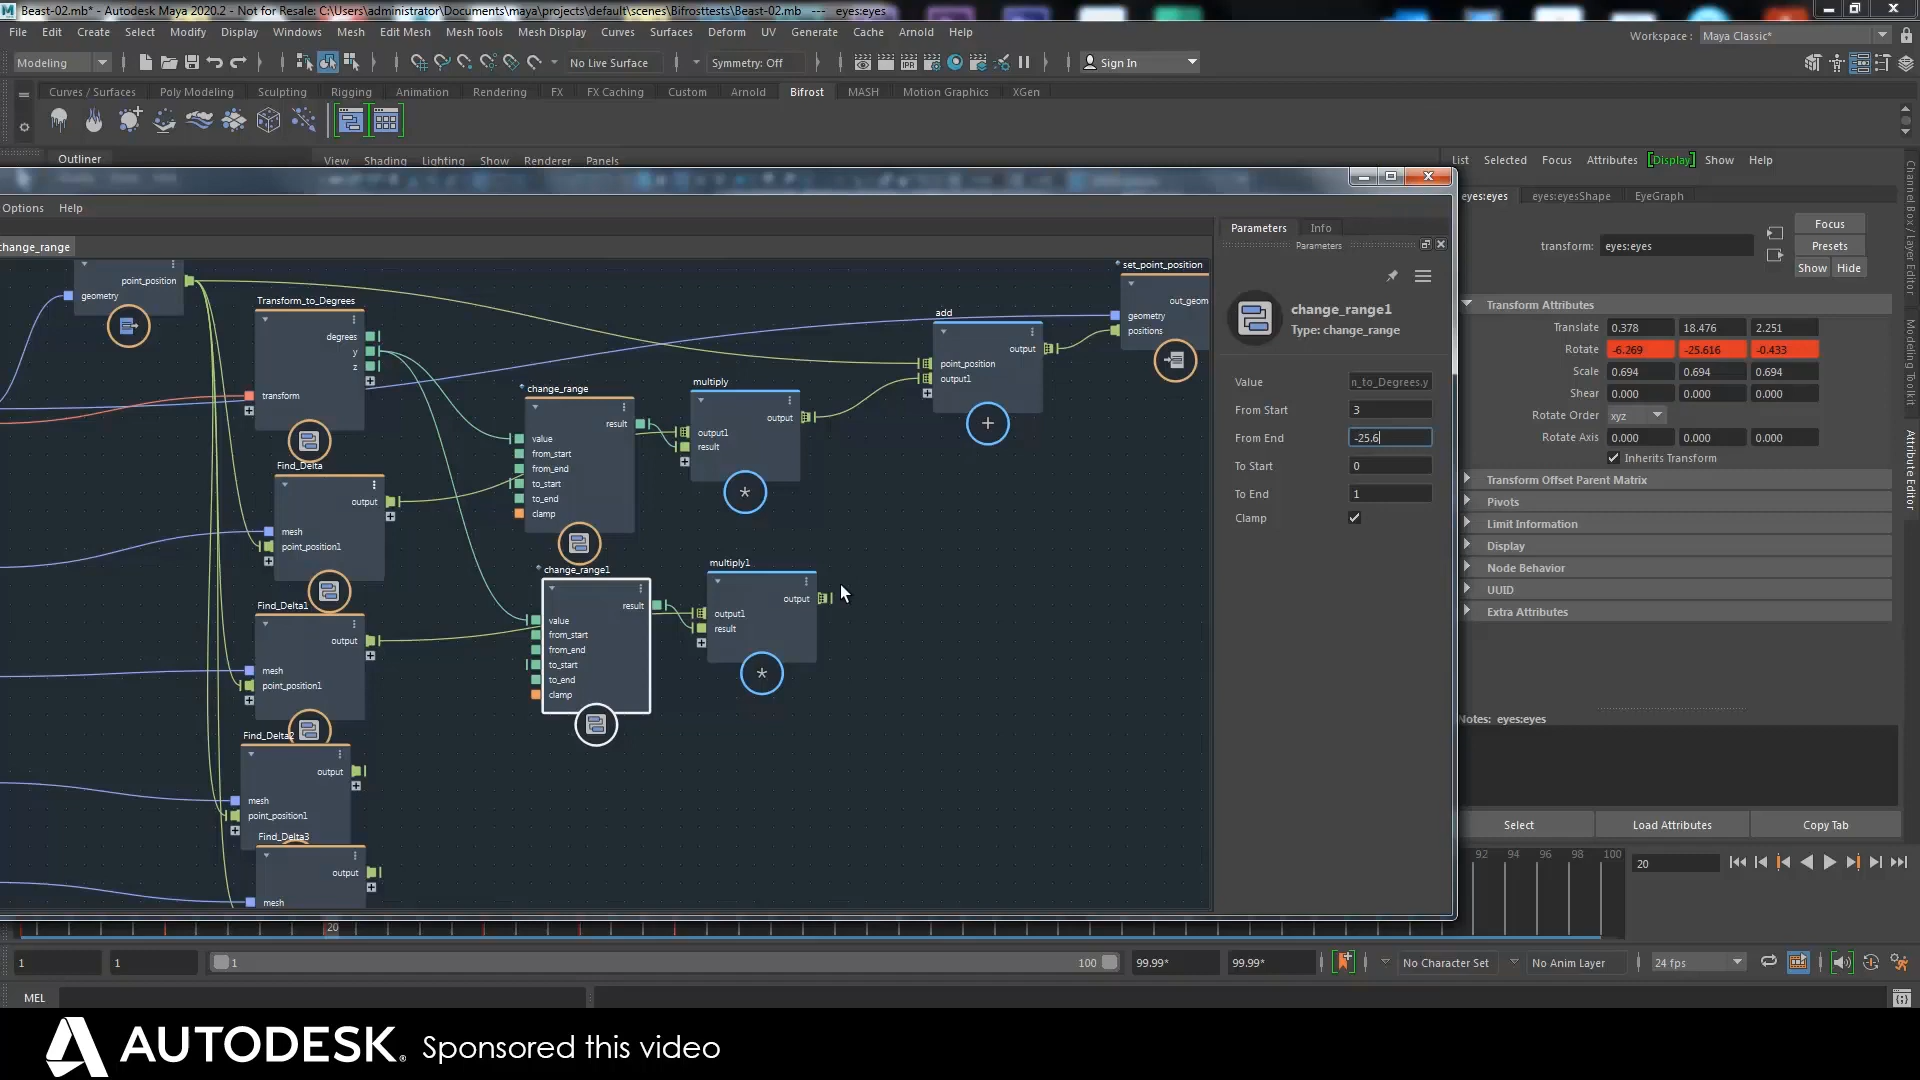 Beast-02.mb* - Autodesk Maya 2020.2 - Not for Resale: C:\Users\administrator\Documents\maya\projects\default\scenes\Bifrosttests\Beast-02.mb --- eyes:eyes
File Edit Create Select Modify Display Windows Mesh Edit Mesh Mesh Tools Mesh Display Curves Surfaces Deform UV Generate Cache Arnold Help
Workspace : Maya Classic*
Modeling No Live Surface Symmetry: Off Sign In
Curves / Surfaces Poly Modeling Sculpting Rigging Animation Rendering FX FX Caching Custom Arnold Bifrost MASH Motion Graphics XGen
Outliner View Shading Lighting Show Renderer Panels
List Selected Focus Attributes Display Show Help
eyes:eyes eyes:eyesShape EyeGraph
Options Help
change_range
Parameters Info
Parameters
transform: eyes:eyes
Focus
Presets
Show Hide
change_range1
Type: change_range
Value n_to_Degrees.y
From Start 3
From End -25.6
To Start 0
To End 1
Clamp
Transform Attributes
Translate 0.378 18.476 2.251
Rotate -6.269 -25.616 -0.433
Scale 0.694 0.694 0.694
Shear 0.000 0.000 0.000
Rotate Order xyz
Rotate Axis 0.000 0.000 0.000
Inherits Transform
Transform Offset Parent Matrix
Pivots
Limit Information
Display
Node Behavior
UUID
Extra Attributes
Notes: eyes:eyes
Select Load Attributes Copy Tab
Channel Box / Layer Editor
Modeling Toolkit
Attribute Editor
point_position
geometry
Transform_to_Degrees
degrees
y
z
transform
Find_Delta
output
mesh
point_position1
Find_Delta1
output
mesh
point_position1
Find_Delta2
output
mesh
point_position1
Find_Delta3
output
mesh
change_range
result
value
from_start
from_end
to_start
to_end
clamp
change_range1
result
value
from_start
from_end
to_start
to_end
clamp
multiply
output
output1
result
*
multiply1
output
output1
result
*
add
output
point_position
output1
+
set_point_position
out_geom
geometry
positions
92 94 96 98 100
20
20
1 1 1 100 99.99* 99.99* No Character Set No Anim Layer 24 fps
MEL
AUTODESK. Sponsored this video